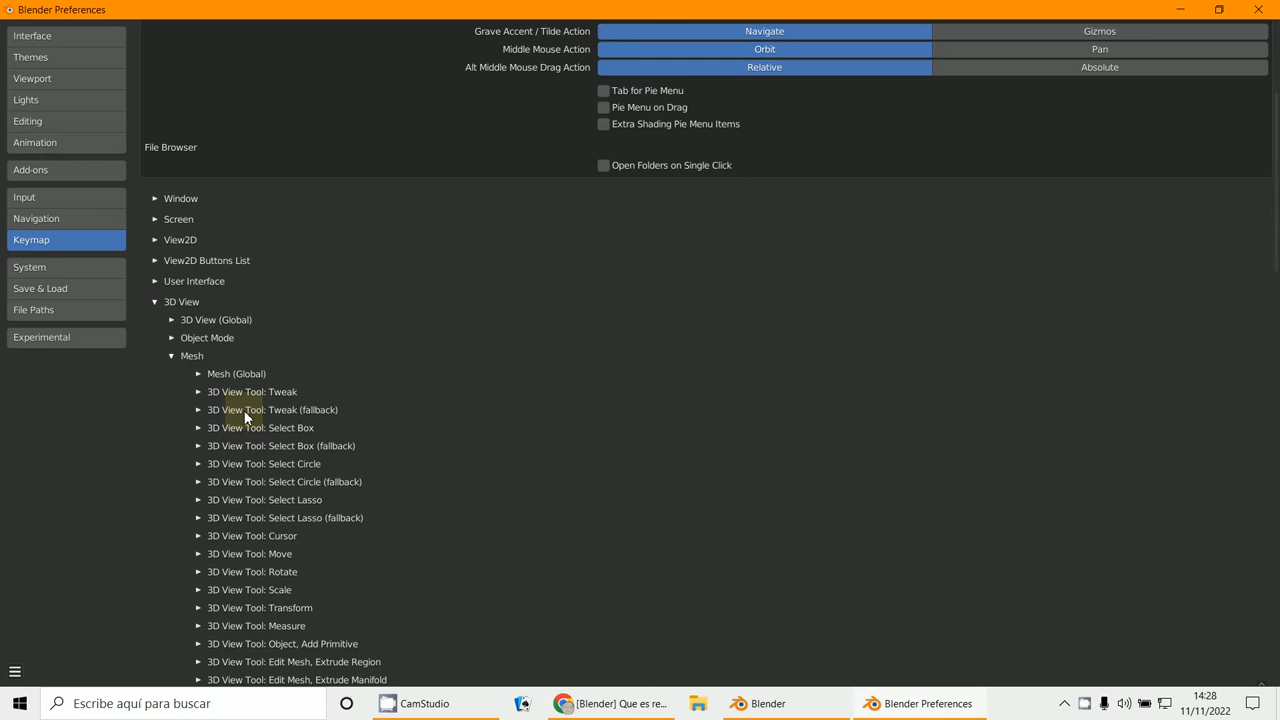 Blender Preferences
Interface
Themes
Viewport
Lights
Editing
Animation
Add-ons
Input
Navigation
Keymap
System
Save & Load
File Paths
Experimental
Grave Accent / Tilde Action Navigate Gizmos
Middle Mouse Action Orbit Pan
Alt Middle Mouse Drag Action Relative Absolute
Tab for Pie Menu
Pie Menu on Drag
Extra Shading Pie Menu Items
File Browser
Open Folders on Single Click
Window
Screen
View2D
View2D Buttons List
User Interface
3D View
3D View (Global)
Object Mode
Mesh
Mesh (Global)
3D View Tool: Tweak
3D View Tool: Tweak (fallback)
3D View Tool: Select Box
3D View Tool: Select Box (fallback)
3D View Tool: Select Circle
3D View Tool: Select Circle (fallback)
3D View Tool: Select Lasso
3D View Tool: Select Lasso (fallback)
3D View Tool: Cursor
3D View Tool: Move
3D View Tool: Rotate
3D View Tool: Scale
3D View Tool: Transform
3D View Tool: Measure
3D View Tool: Object, Add Primitive
3D View Tool: Edit Mesh, Extrude Region
3D View Tool: Edit Mesh, Extrude Manifold
Escribe aquí para buscar
CamStudio
[Blender] Que es re...
Blender
Blender Preferences
14:28
11/11/2022